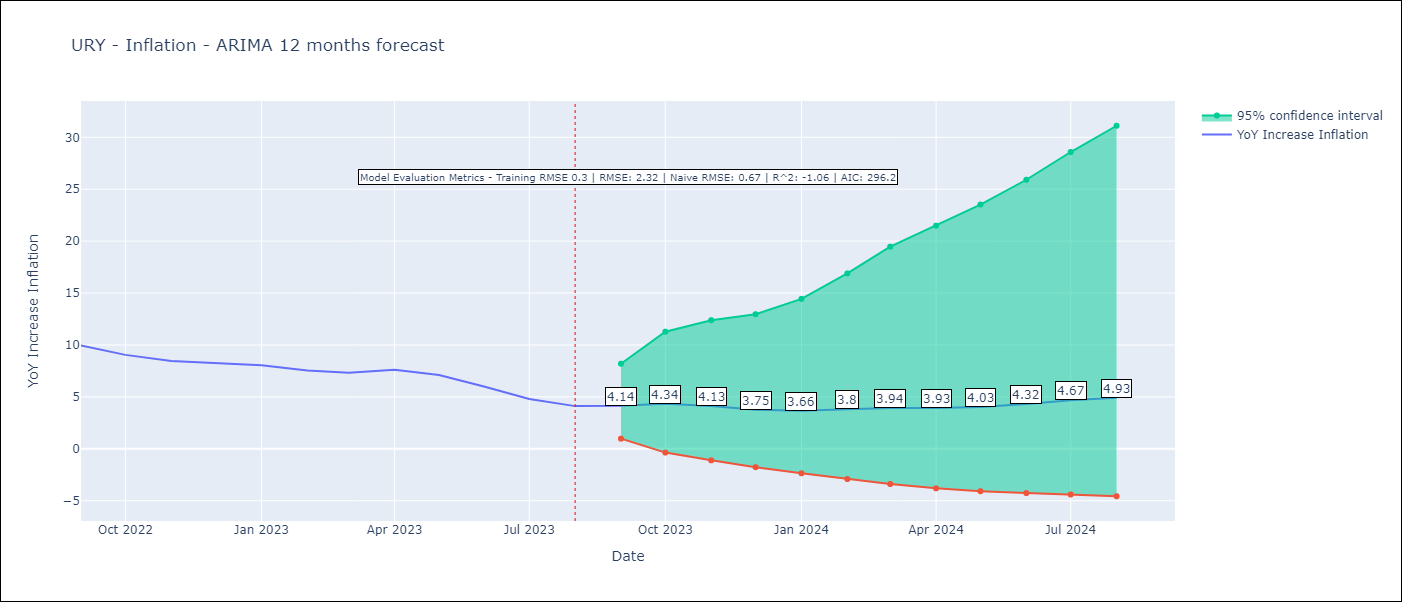 URY - Inflation - ARIMA 12 months forecast
95% confidence interval
YoY Increase Inflation
Model Evaluation Metrics - Training RMSE 0.3 | RMSE: 2.32 | Naive RMSE: 0.67 | R^2: -1.06 | AIC: 296.2
YoY Increase Inflation
30
25
20
15
10
5
0
−5
4.14 4.34 4.13 3.75 3.66 3.8 3.94 3.93 4.03 4.32 4.67 4.93
Oct 2022 Jan 2023 Apr 2023 Jul 2023 Oct 2023 Jan 2024 Apr 2024 Jul 2024
Date